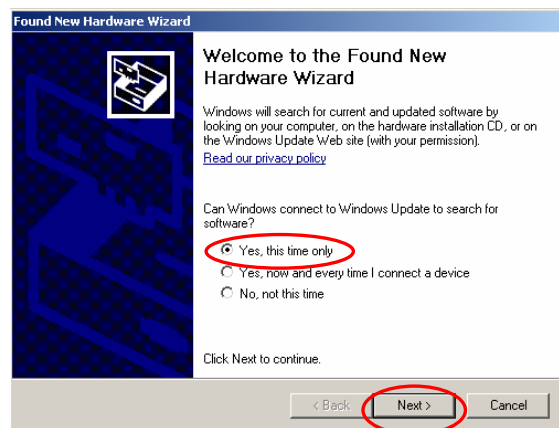 Found New Hardware Wizard
Welcome to the Found New
Hardware Wizard
Windows will search for current and updated software by
looking on your computer, on the hardware installation CD, or on
the Windows Update Web site (with your permission).
Read our privacy policy
Can Windows connect to Windows Update to search for
software?
Yes, this time only
Yes, now and every time I connect a device
No, not this time
Click Next to continue.
< Back Next > Cancel